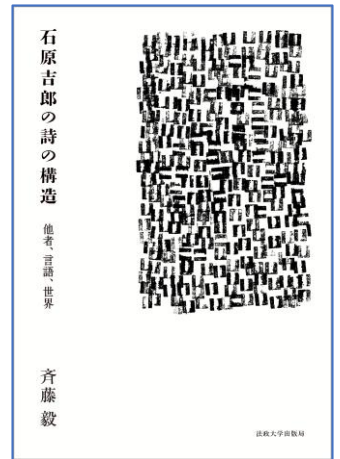 石原吉郎の詩の構造
他者、言語、世界
斉藤 毅
法政大学出版局